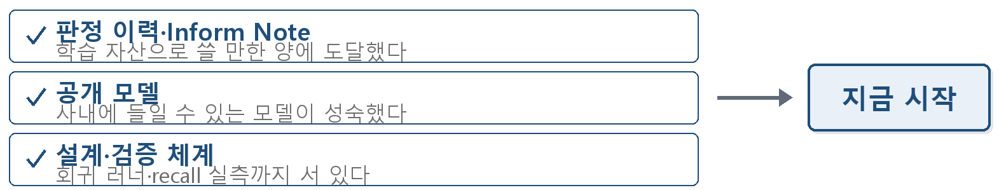 판정 이력·Inform Note
학습 자산으로 쓸 만한 양에 도달했다
공개 모델
사내에 들일 수 있는 모델이 성숙했다
설계·검증 체계
회귀 러너·recall 실측까지 서 있다
지금 시작